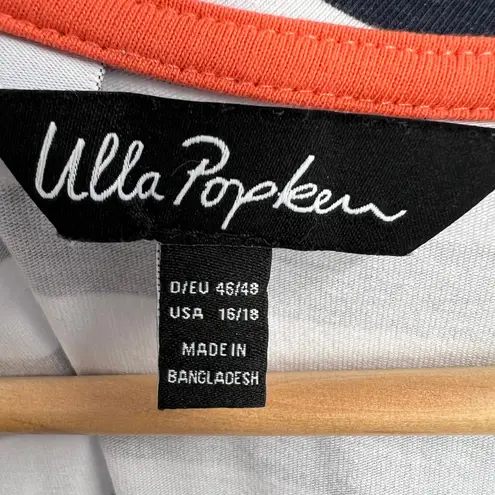 Ulla Popken
D/EU 46/48
USA 16/18
MADE IN
BANGLADESH